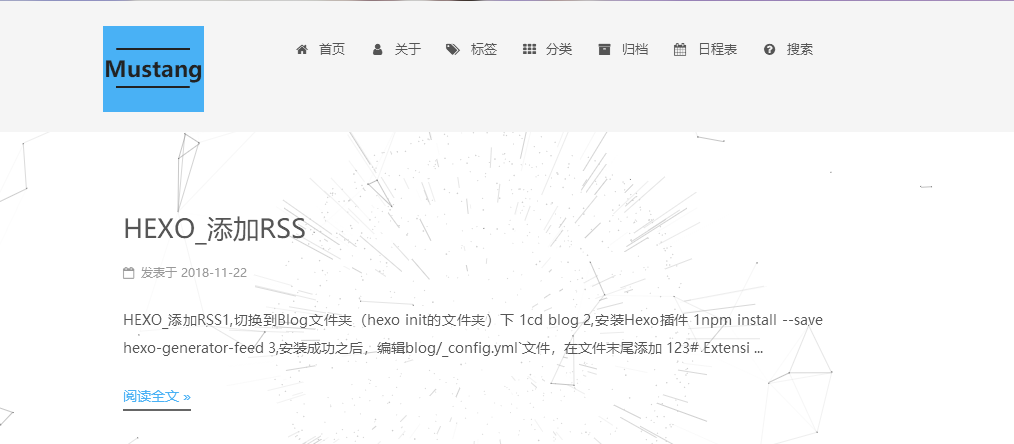 Mustang
首页 关于 标签 分类 归档 日程表 搜索
HEXO_添加RSS
发表于 2018-11-22
HEXO_添加RSS1,切换到Blog文件夹（hexo init的文件夹）下 1cd blog 2,安装Hexo插件 1npm install --save
hexo-generator-feed 3,安装成功之后，编辑blog/_config.yml`文件，在文件末尾添加 123# Extensi ...
阅读全文 »